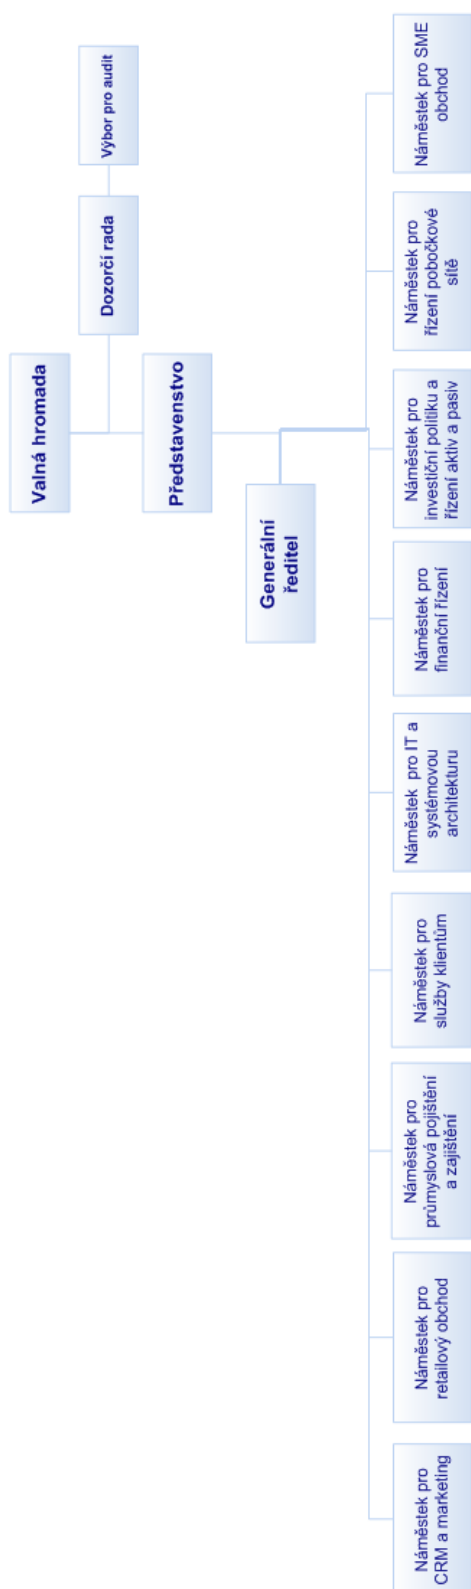 Valná hromada
Dozorčí rada
Výbor pro audit
Představenstvo
Generální
ředitel
Náměstek pro
CRM a marketing
Náměstek pro
retailový obchod
Náměstek pro
průmyslová pojištění
a zajištění
Náměstek pro
služby klientům
Náměstek pro IT a
systémovou
architekturu
Náměstek pro
finanční řízení
Náměstek pro
investiční politiku a
řízení aktiv a pasiv
Náměstek pro
řízení pobočkové
sítě
Náměstek pro SME
obchod